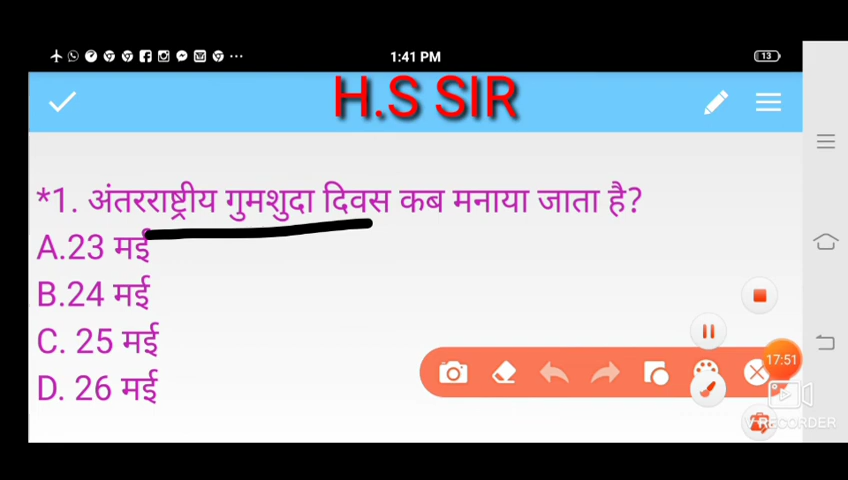 1:41 PM
13
H.S SIR
*1. अंतरराष्ट्रीय गुमशुदा दिवस कब मनाया जाता है?
A.23 मई
B.24 मई
C. 25 मई
D. 26 मई
17:51
V RECORDER